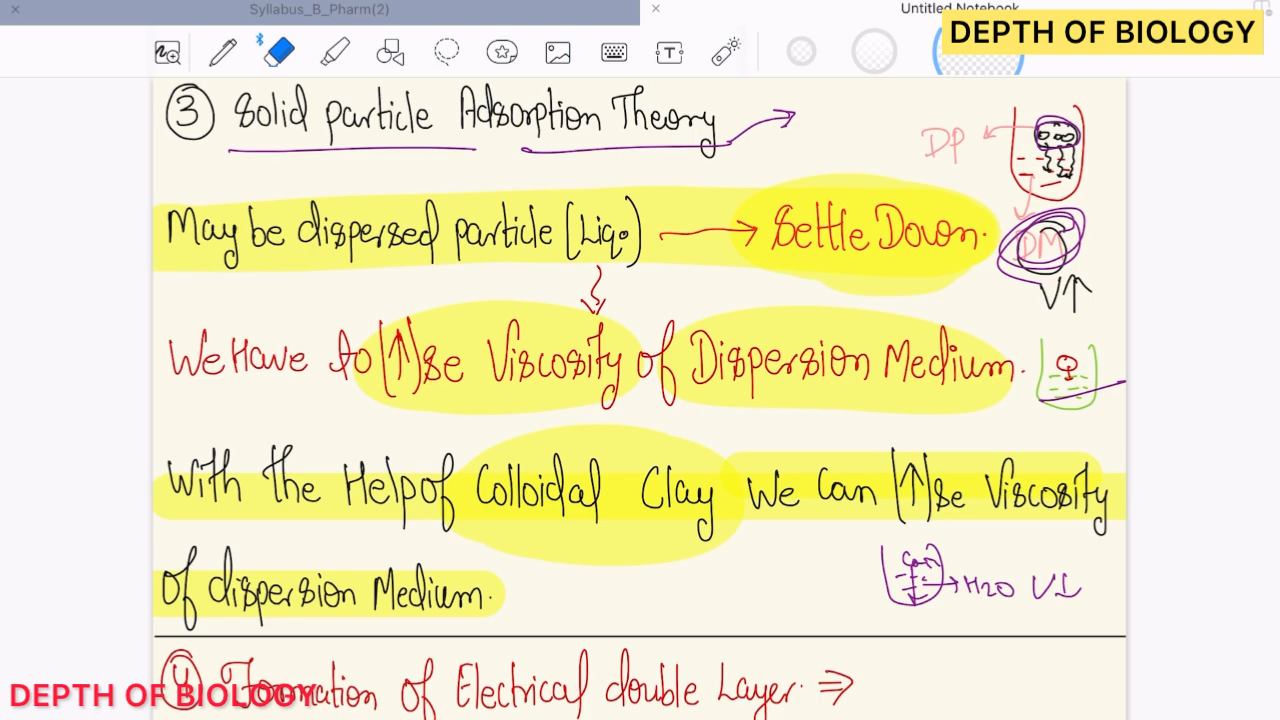 Syllabus_B_Pharm(2)
Untitled Notebook
DEPTH OF BIOLOGY
③ Solid particle Adsorption Theory
DP
May be dispersed particle (Liq.) → Settle Down.
DM
V↑
We Have to (↑)se Viscosity of Dispersion Medium.
With the Help of Colloidal Clay We Can (↑)se Viscosity
of dispersion Medium.
→H2O V↓
④ Formation of Electrical double Layer. ⇒
DEPTH OF BIOLOGY